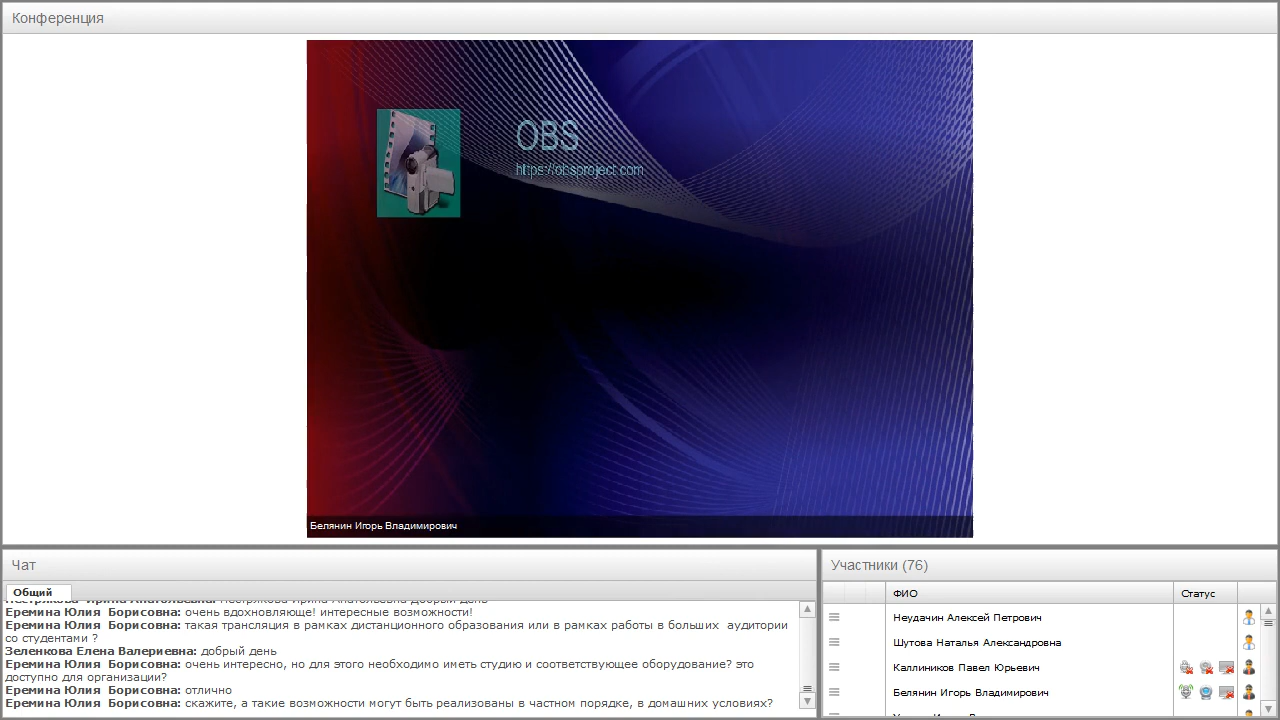 Конференция
OBS
https://obsproject.com
Белянин Игорь Владимирович
Чат
Общий
Еремина Юлия Борисовна: очень вдохновляюще! интересные возможности!
Еремина Юлия Борисовна: такая трансляция в рамках дистанционного образования или в рамках работы в больших аудитории
со студентами ?
Зеленкова Елена Валериевна: добрый день
Еремина Юлия Борисовна: очень интересно, но для этого необходимо иметь студию и соответствующее оборудование? это
доступно для организации?
Еремина Юлия Борисовна: отлично
Еремина Юлия Борисовна: скажите, а такие возможности могут быть реализованы в частном порядке, в домашних условиях?
Участники (76)
ФИО Статус
Неудачин Алексей Петрович
Шутова Наталья Александровна
Каллиников Павел Юрьевич
Белянин Игорь Владимирович